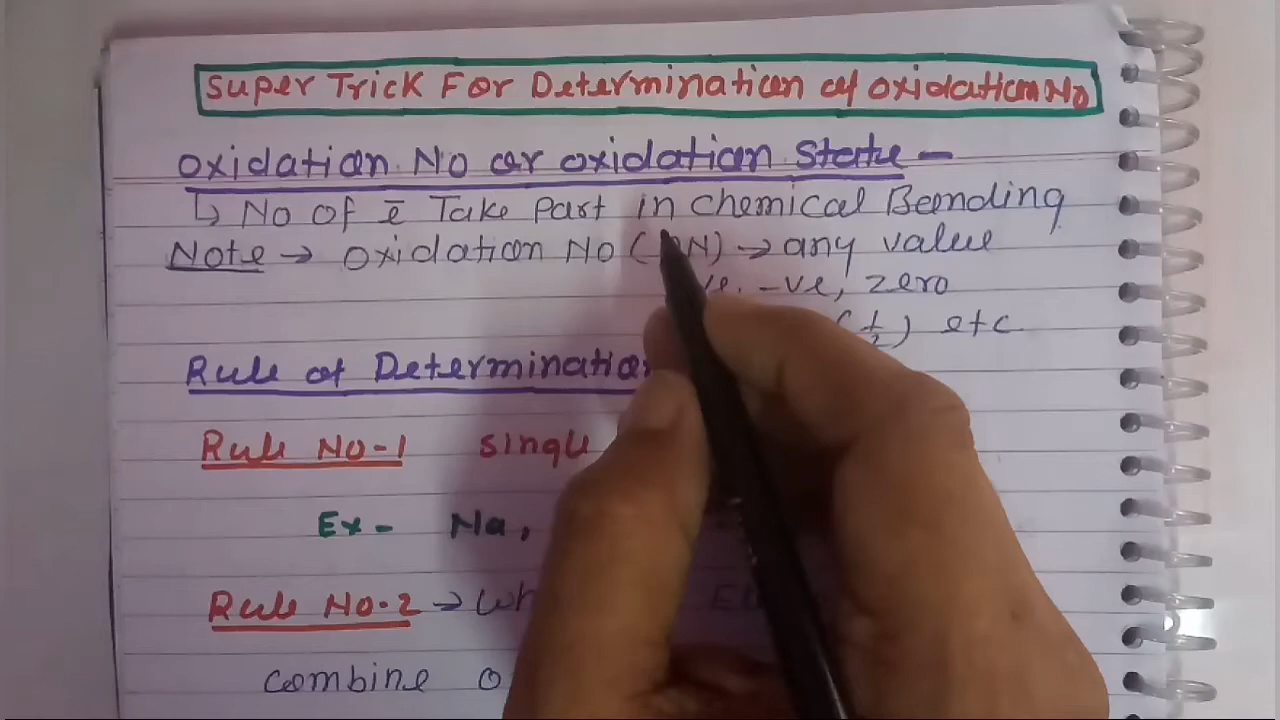 Super Trick For Determination of Oxidation No
Oxidation No or oxidation State -
↳ No of ē Take Part in chemical Bonding
Note → Oxidation No ( N) → any value
-ve, zero
(1/2) etc
Rule of Determination
Rule No-1 single
Ex- Na,
Rule No.2 →
combine